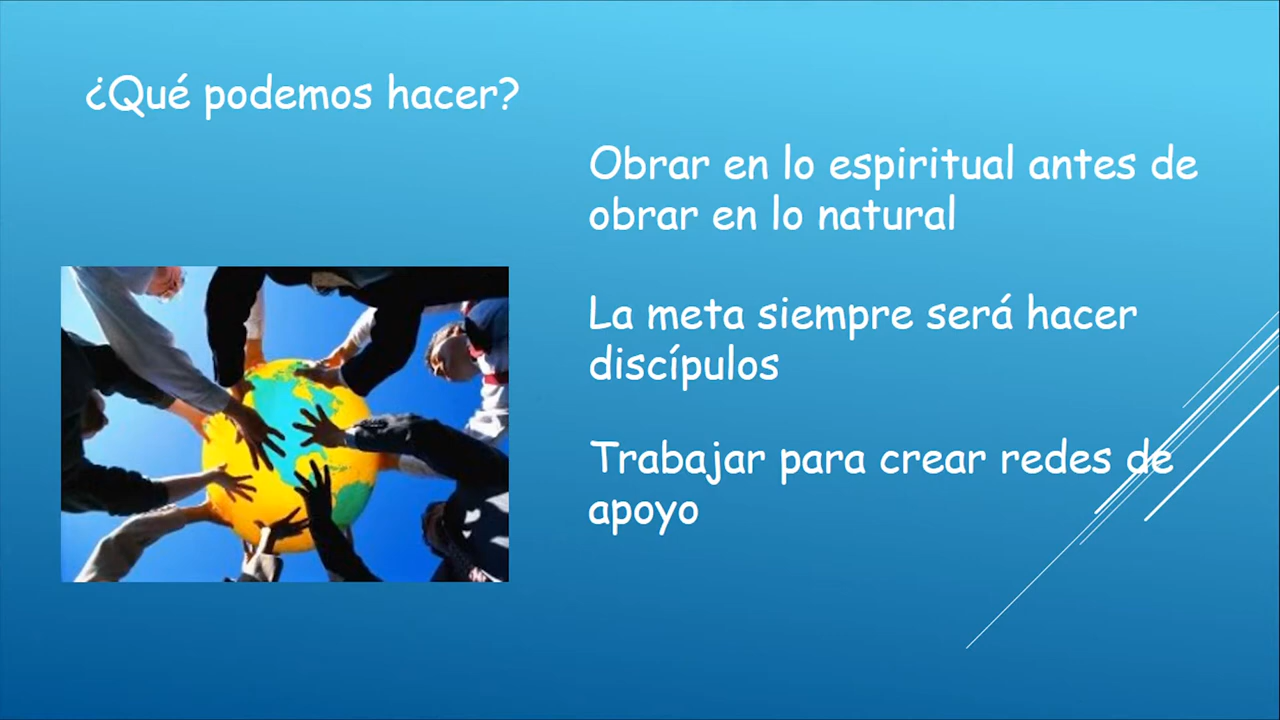 ¿Qué podemos hacer?
Obrar en lo espiritual antes de
obrar en lo natural
La meta siempre será hacer
discípulos
Trabajar para crear redes de
apoyo